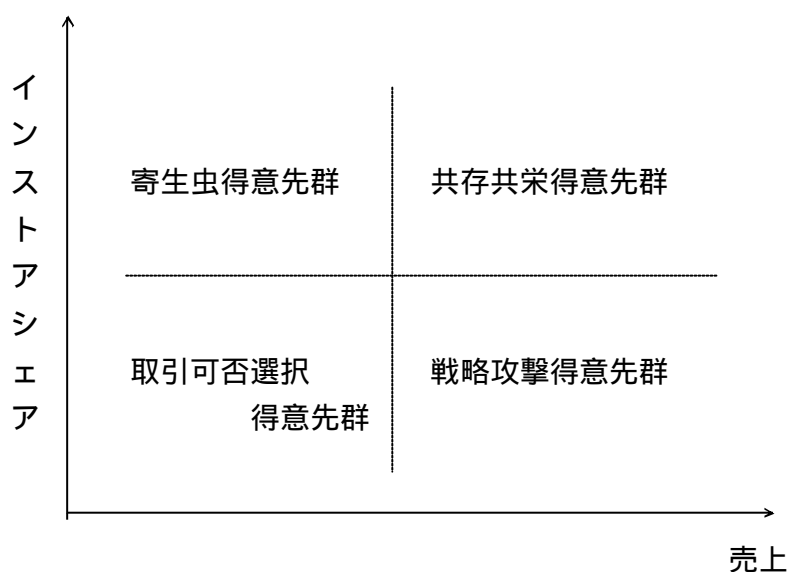 インストアシェア
寄生虫得意先群
共存共栄得意先群
取引可否選択
得意先群
戦略攻撃得意先群
売上